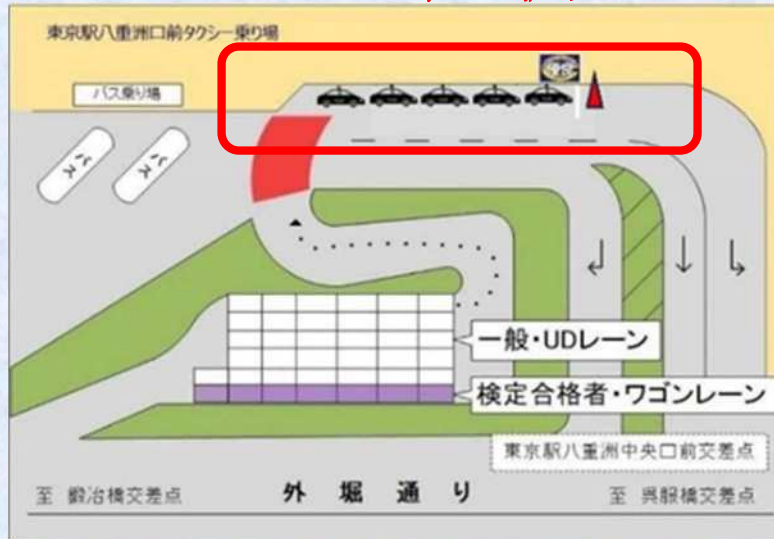 東京駅八重洲口前タクシー乗り場
バス乗り場
バス
バス
一般・UDレーン
検定合格者・ワゴンレーン
東京駅八重洲中央口前交差点
至 鍛冶橋交差点
外堀通り
至 呉服橋交差点